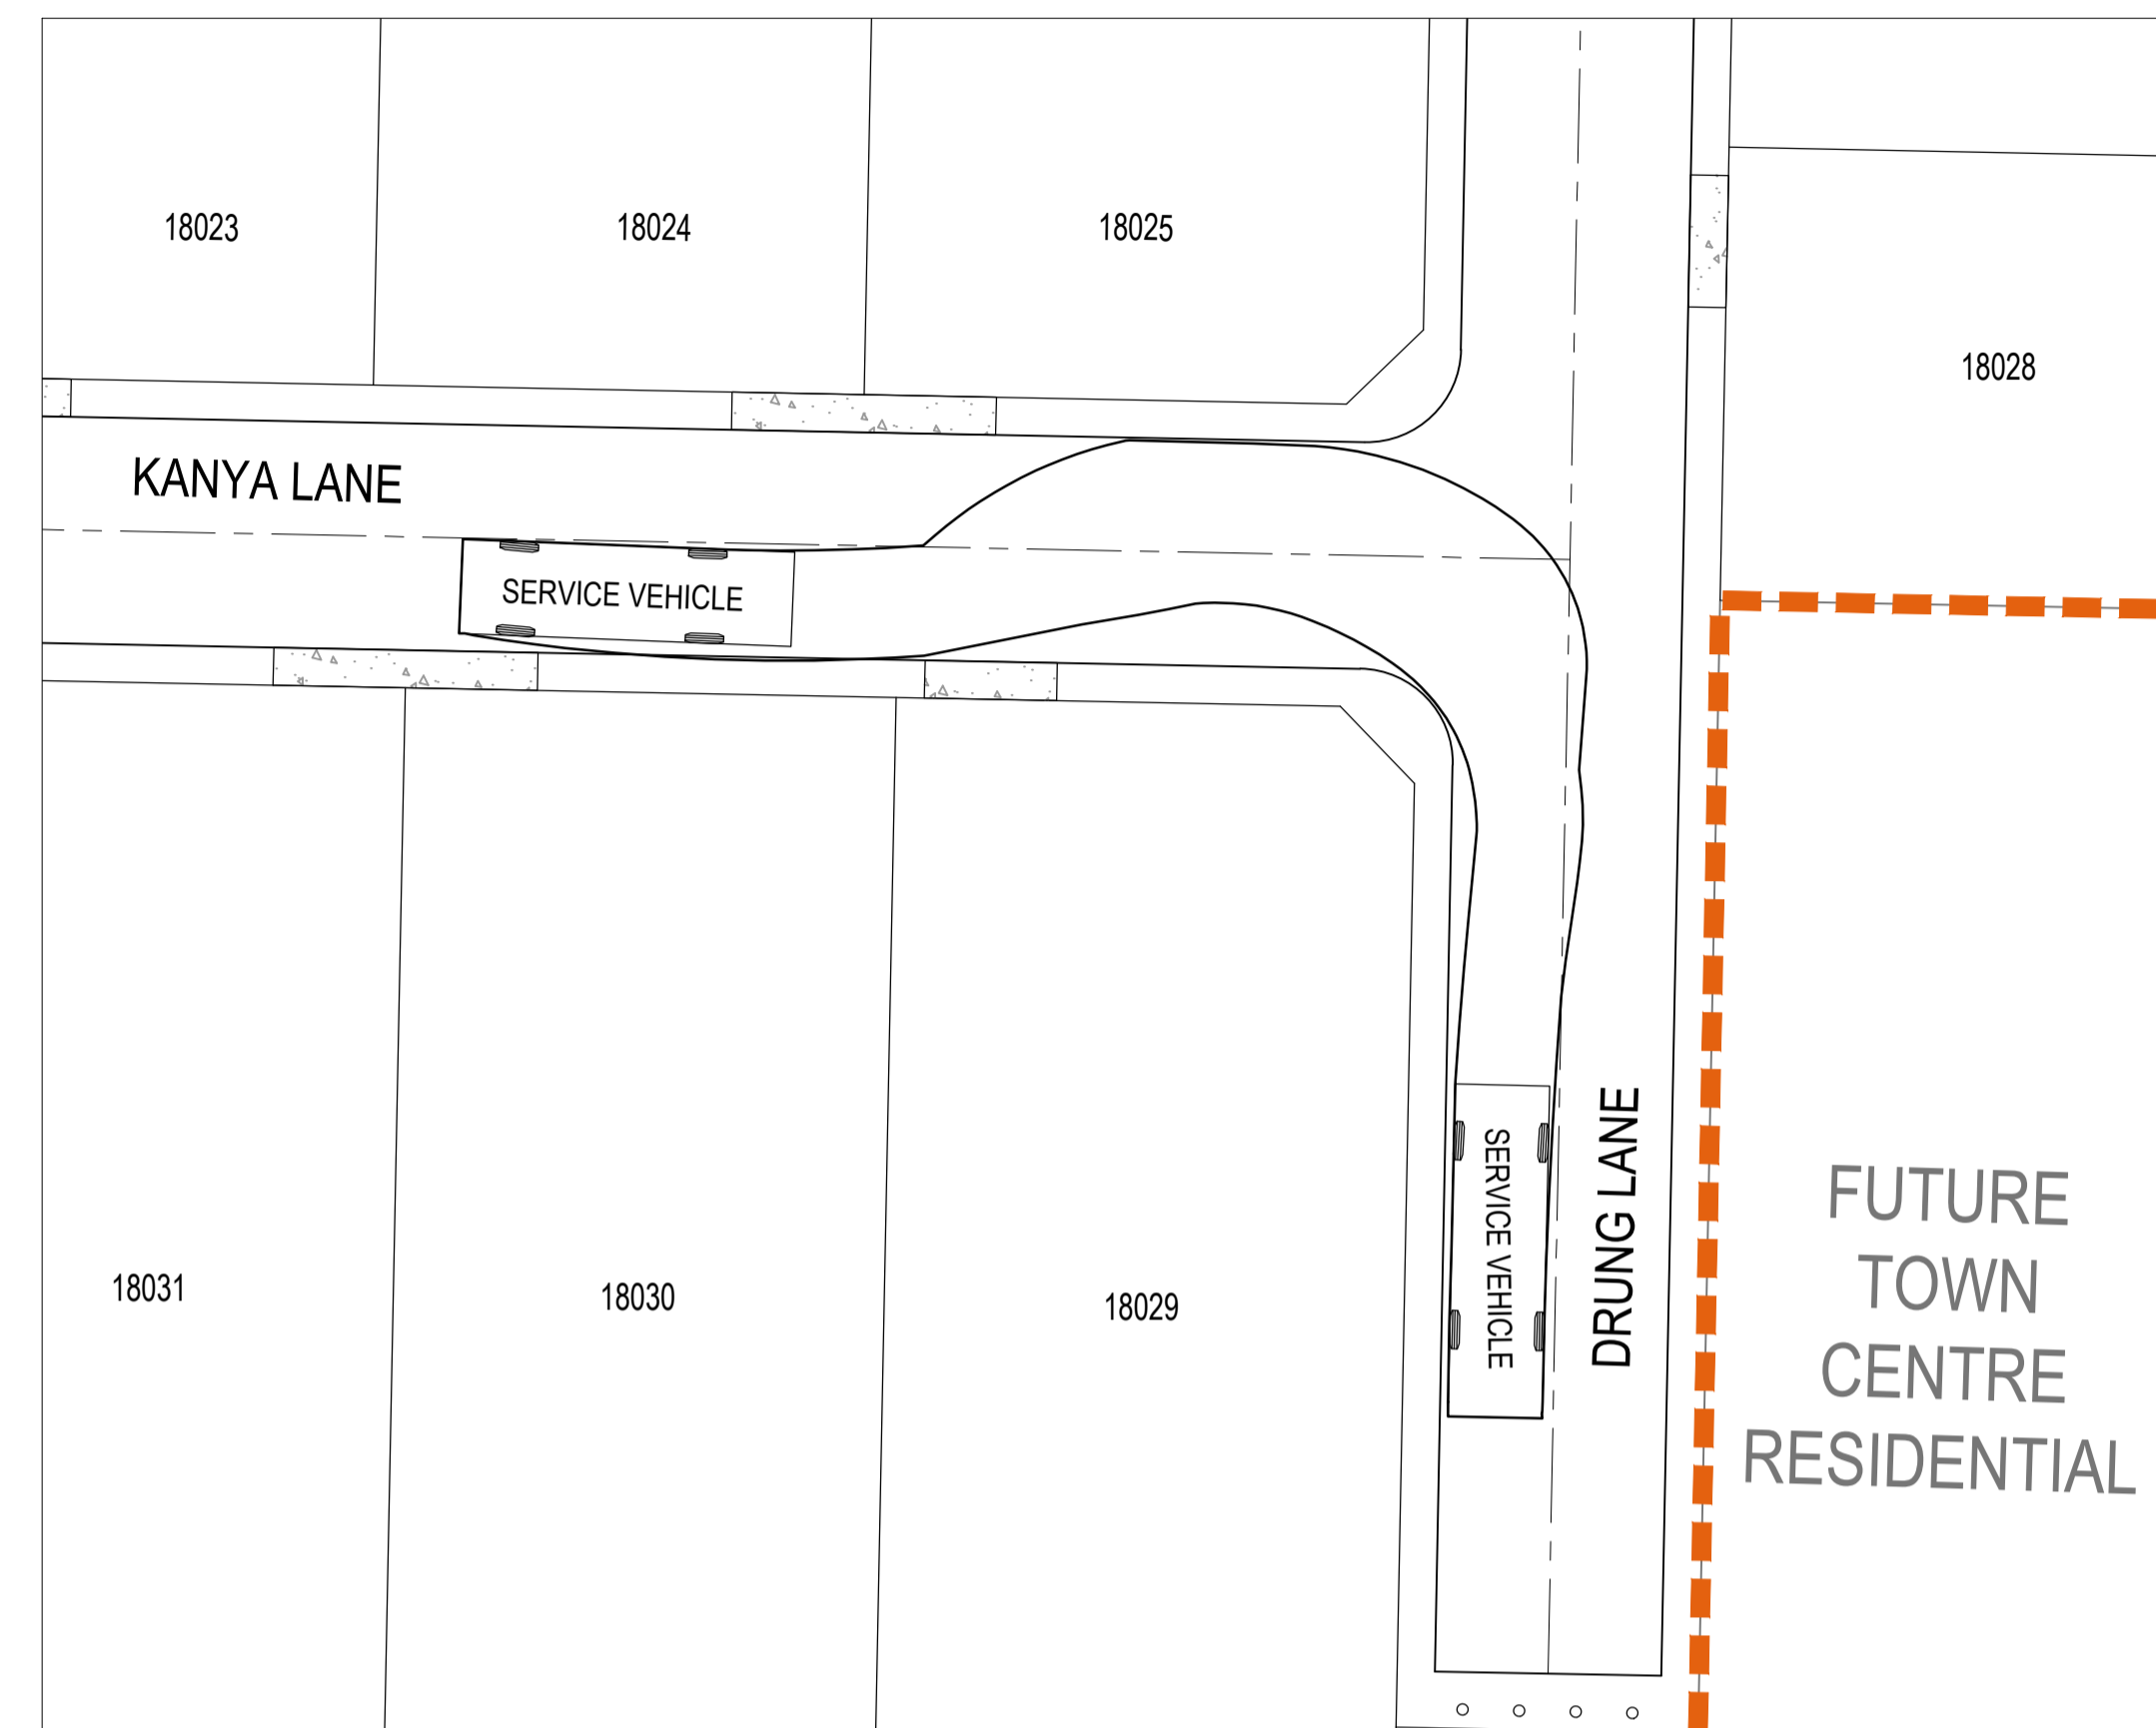 18023
18024
18025
18028
KANYA LANE
SERVICE VEHICLE
SERVICE VEHICLE
DRUNG LANE
FUTURE
TOWN
CENTRE
RESIDENTIAL
18031
18030
18029